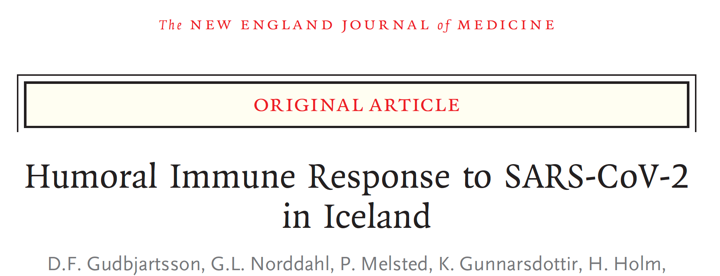 The NEW ENGLAND JOURNAL of MEDICINE
ORIGINAL ARTICLE
Humoral Immune Response to SARS-CoV-2
in Iceland
D.F. Gudbjartsson, G.L. Norddahl, P. Melsted, K. Gunnarsdottir, H. Holm,